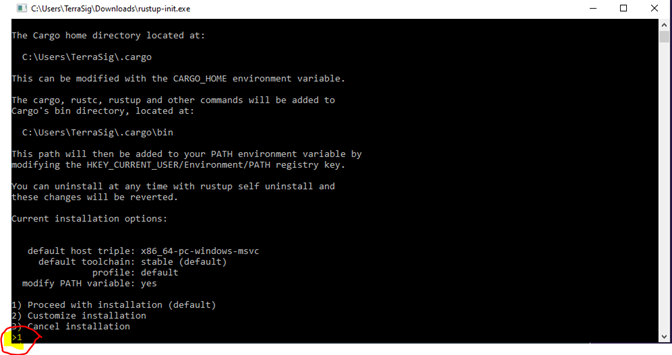 C:\Users\TerraSig\Downloads\rustup-init.exe
The Cargo home directory located at:
C:\Users\TerraSig\.cargo
This can be modified with the CARGO_HOME environment variable.
The cargo, rustc, rustup and other commands will be added to
Cargo's bin directory, located at:
C:\Users\TerraSig\.cargo\bin
This path will then be added to your PATH environment variable by
modifying the HKEY_CURRENT_USER/Environment/PATH registry key.
You can uninstall at any time with rustup self uninstall and
these changes will be reverted.
Current installation options:
default host triple: x86_64-pc-windows-msvc
default toolchain: stable (default)
profile: default
modify PATH variable: yes
1) Proceed with installation (default)
2) Customize installation
3) Cancel installation
>1